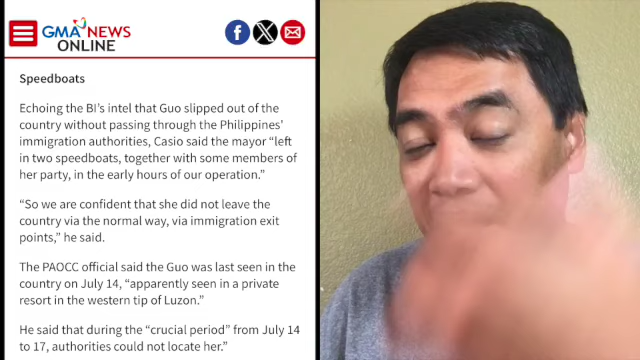 GMA NEWS
ONLINE
Speedboats
Echoing the BI's intel that Guo slipped out of the
country without passing through the Philippines'
immigration authorities, Casio said the mayor “left
in two speedboats, together with some members of
her party, in the early hours of our operation.”
“So we are confident that she did not leave the
country via the normal way, via immigration exit
points,” he said.
The PAOCC official said the Guo was last seen in the
country on July 14, “apparently seen in a private
resort in the western tip of Luzon.”
He said that during the “crucial period” from July 14
to 17, authorities could not locate her.”